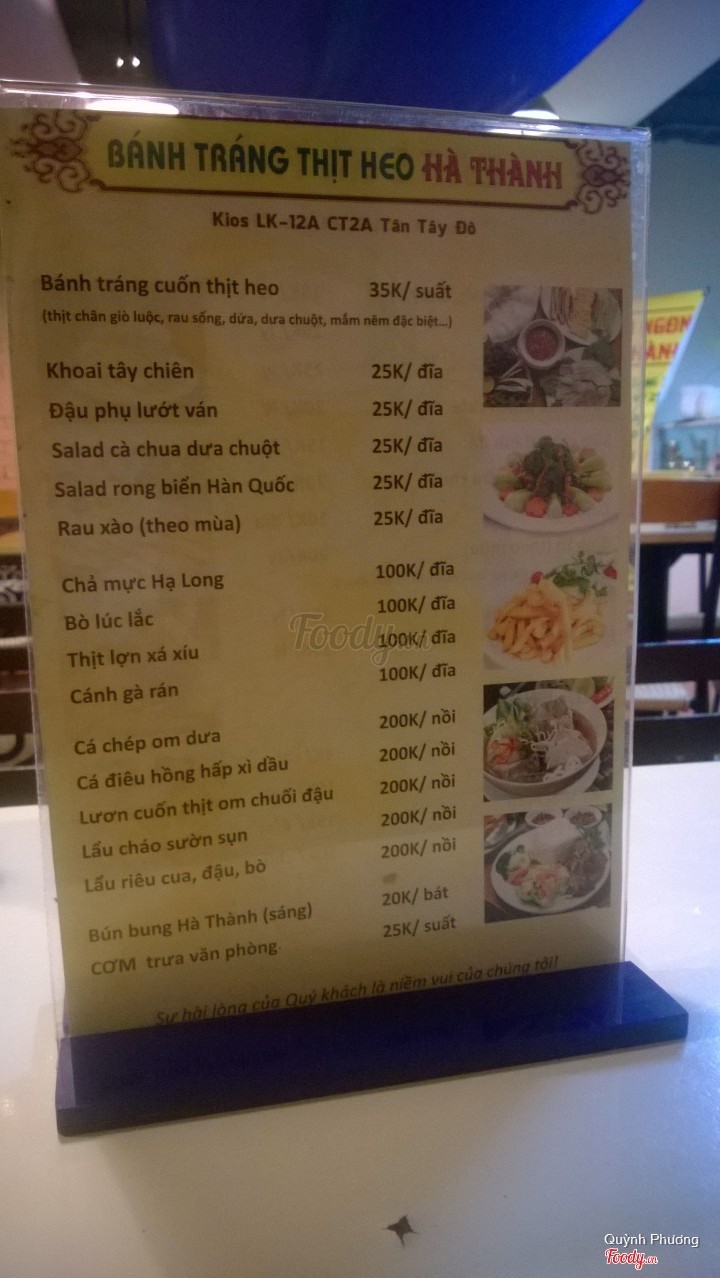 BÁNH TRÁNG THỊT HEO HÀ THÀNH
Kios LK-12A CT2A Tân Tây Đô
Bánh tráng cuốn thịt heo 35K/ suất
(thịt chân giò luộc, rau sống, dứa, dưa chuột, mắm nêm đặc biệt...)
Khoai tây chiên 25K/ đĩa
Đậu phụ lướt ván 25K/ đĩa
Salad cà chua dưa chuột 25K/ đĩa
Salad rong biển Hàn Quốc 25K/ đĩa
Rau xào (theo mùa) 25K/ đĩa
Chả mực Hạ Long 100K/ đĩa
Bò lúc lắc 100K/ đĩa
Thịt lợn xá xíu 100K/ đĩa
Cánh gà rán 100K/ đĩa
Cá chép om dưa 200K/ nồi
Cá điêu hồng hấp xì dầu 200K/ nồi
Lươn cuốn thịt om chuối đậu 200K/ nồi
Lẩu cháo sườn sụn 200K/ nồi
Lẩu riêu cua, đậu, bò 200K/ nồi
Bún bung Hà Thành (sáng) 20K/ bát
CƠM trưa văn phòng. 25K/ suất
Sự hài lòng của Quý khách là niềm vui của chúng tôi!
Foody.vn
NGON
Quỳnh Phương
Foody.vn